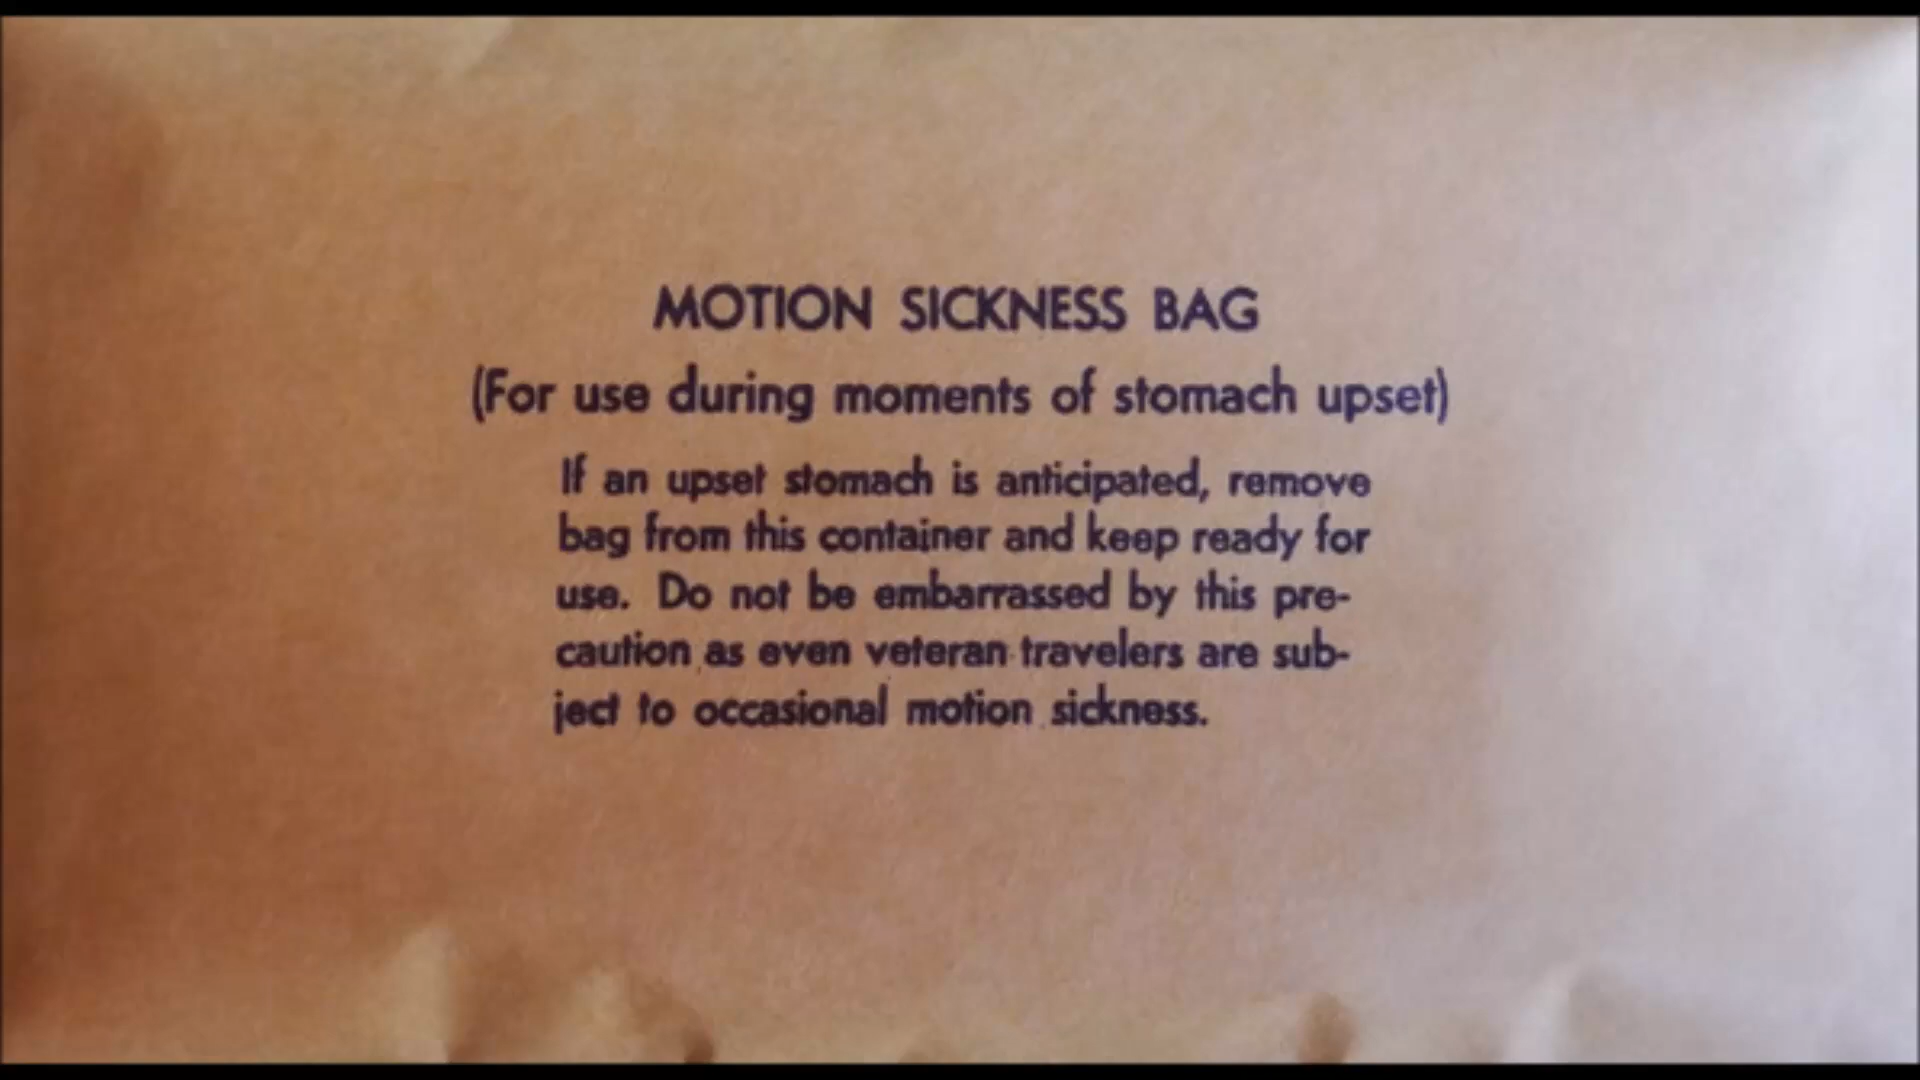 MOTION SICKNESS BAG
(For use during moments of stomach upset)
If an upset stomach is anticipated, remove
bag from this container and keep ready for
use. Do not be embarrassed by this pre-
caution as even veteran travelers are sub-
ject to occasional motion sickness.